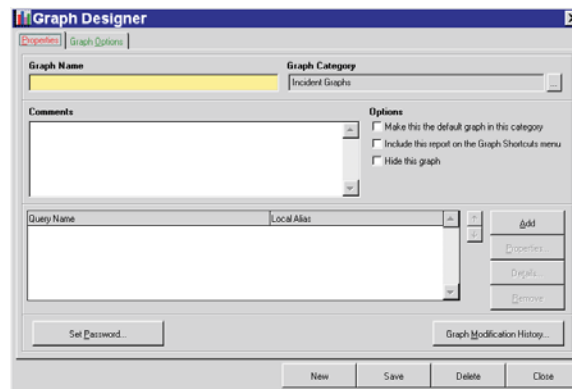 Graph Designer
Properties Graph Options
Graph Name Graph Category
Incident Graphs ...
Comments Options
Make this the default graph in this category
Include this report on the Graph Shortcuts menu
Hide this graph
Query Name Local Alias
Add
Properties...
Details...
Remove
Set Password... Graph Modification History...
New Save Delete Close